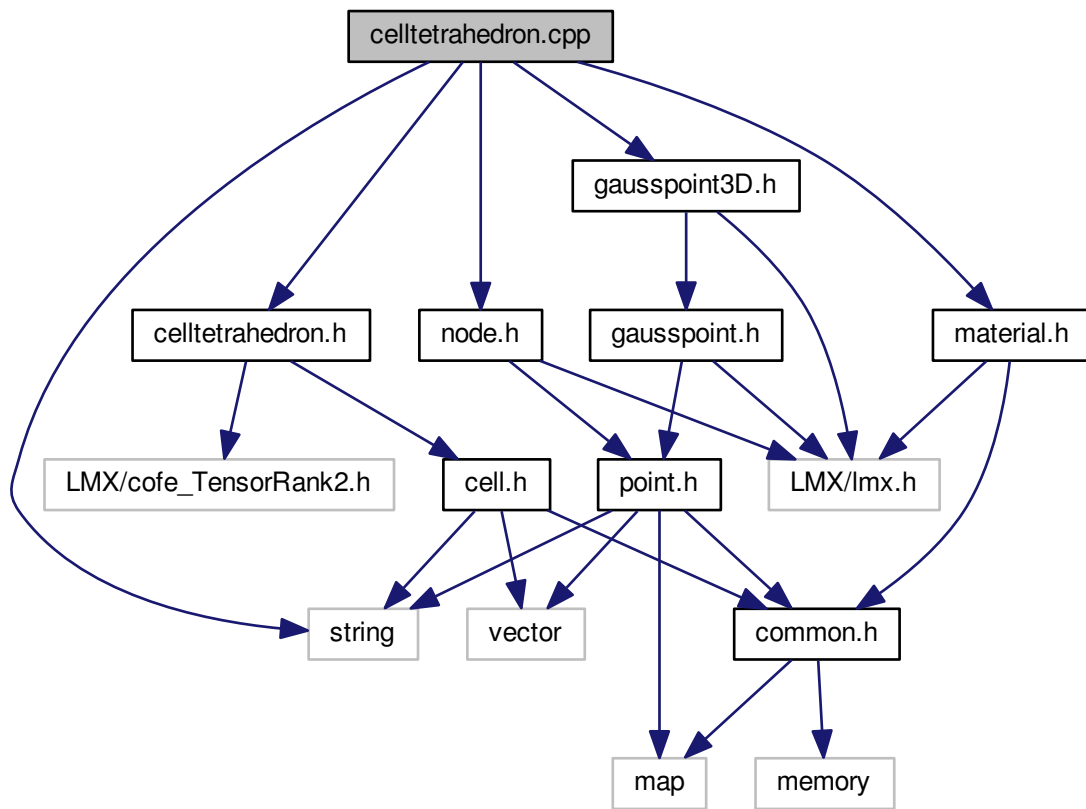 celltetrahedron.cpp
gausspoint3D.h
celltetrahedron.h
node.h
gausspoint.h
material.h
LMX/cofe_TensorRank2.h
cell.h
point.h
LMX/lmx.h
string
vector
common.h
map
memory